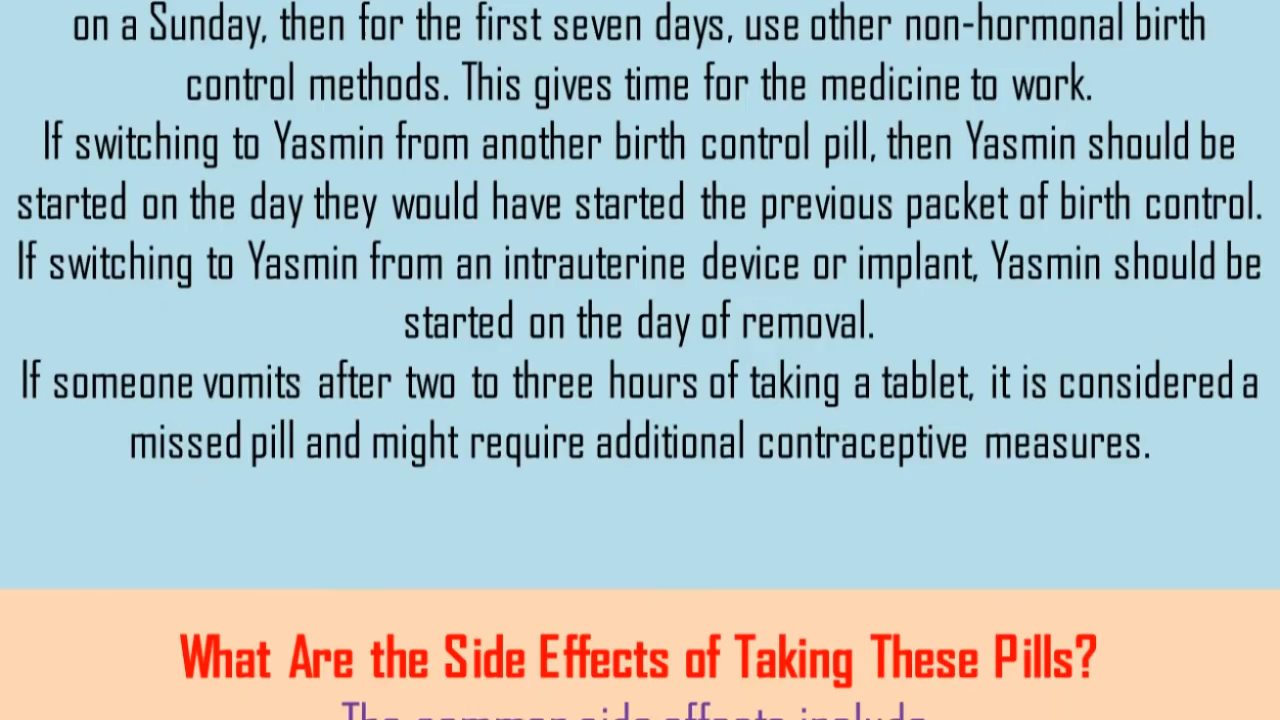 on a Sunday, then for the first seven days, use other non-hormonal birth
control methods. This gives time for the medicine to work.
If switching to Yasmin from another birth control pill, then Yasmin should be
started on the day they would have started the previous packet of birth control.
If switching to Yasmin from an intrauterine device or implant, Yasmin should be
started on the day of removal.
If someone vomits after two to three hours of taking a tablet, it is considered a
missed pill and might require additional contraceptive measures.
What Are the Side Effects of Taking These Pills?
The common side effects include